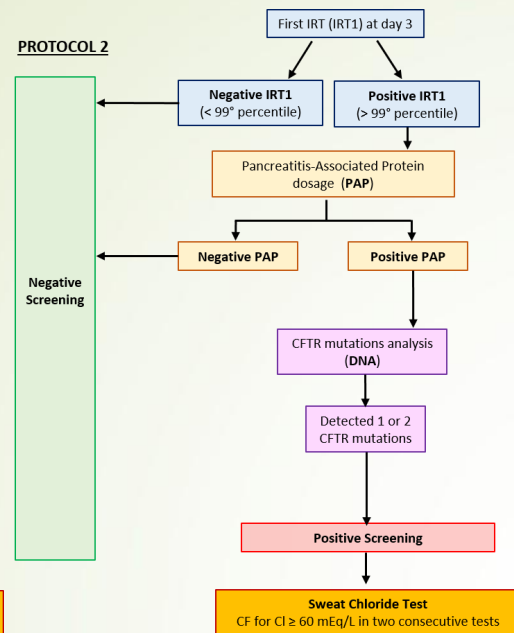 First IRT (IRT1) at day 3
PROTOCOL 2
Negative IRT1
(< 99° percentile)
Positive IRT1
(> 99° percentile)
Pancreatitis-Associated Protein
dosage (PAP)
Negative PAP
Positive PAP
Negative
Screening
CFTR mutations analysis
(DNA)
Detected 1 or 2
CFTR mutations
Positive Screening
Sweat Chloride Test
CF for Cl ≥ 60 mEq/L in two consecutive tests